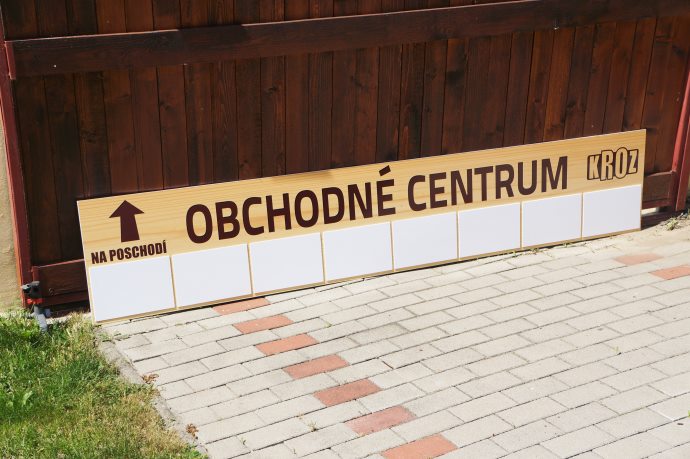 OBCHODNÉ CENTRUM
KROZ
NA POSCHODÍ